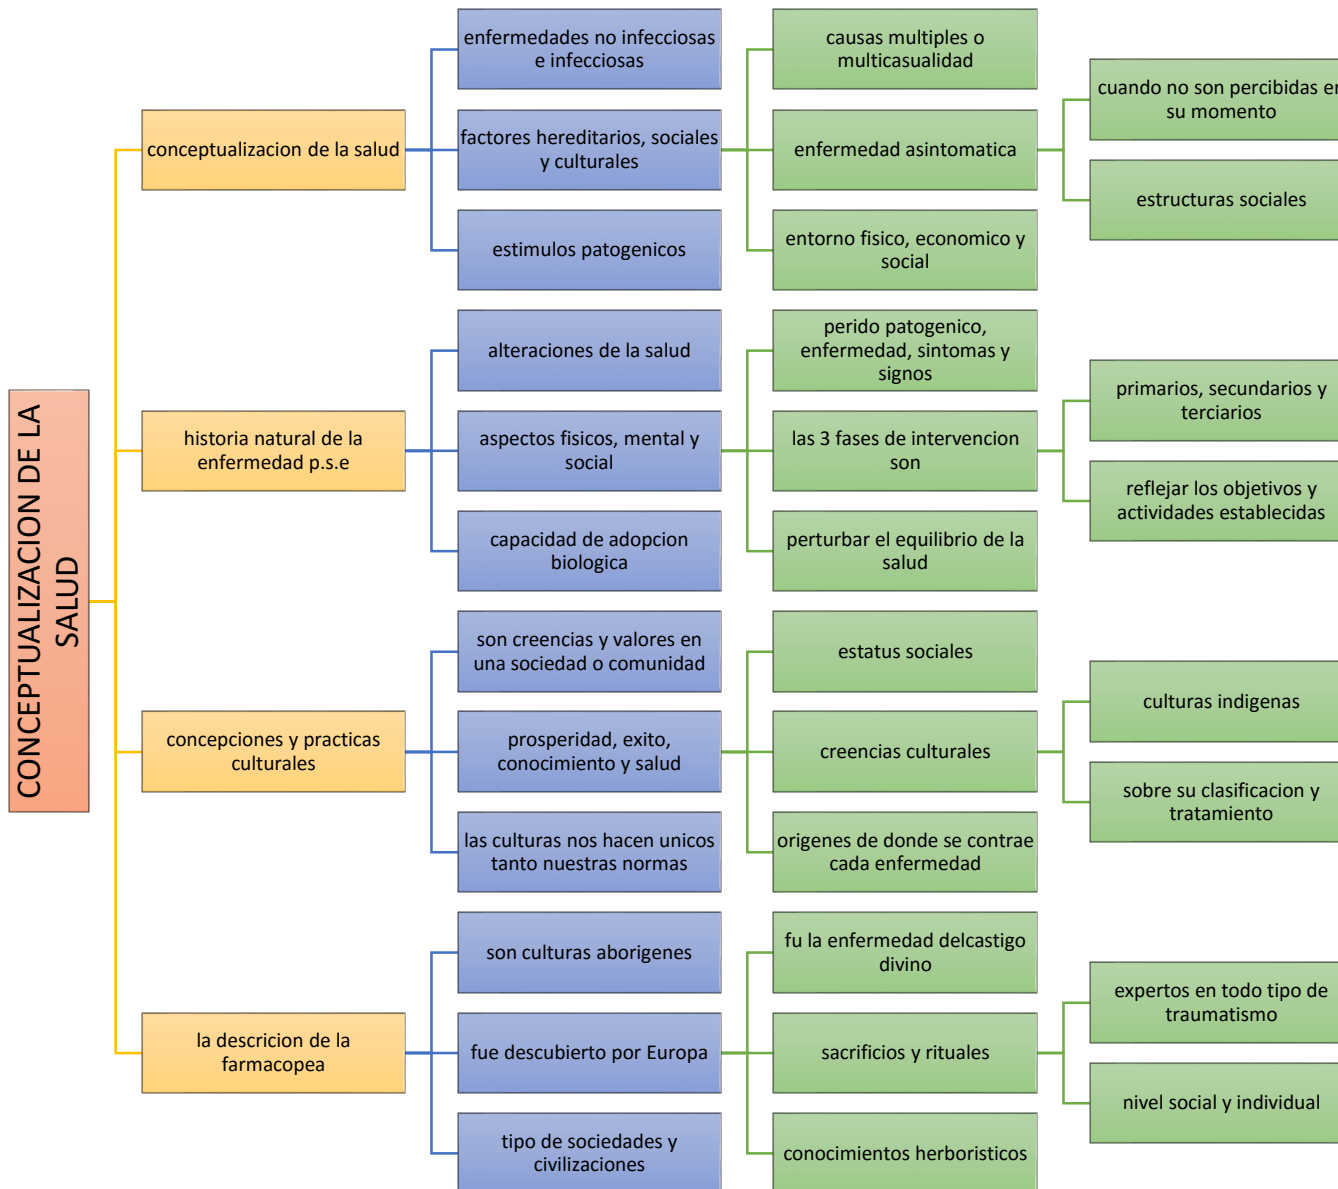 CONCEPTUALIZACION DE LA
SALUD
conceptualizacion de la salud
enfermedades no infecciosas
e infecciosas
factores hereditarios, sociales
y culturales
estimulos patogenicos
causas multiples o
multicasualidad
enfermedad asintomatica
entorno fisico, economico y
social
cuando no son percibidas en
su momento
estructuras sociales
historia natural de la
enfermedad p.s.e
alteraciones de la salud
aspectos fisicos, mental y
social
capacidad de adopcion
biologica
perido patogenico,
enfermedad, sintomas y
signos
las 3 fases de intervencion
son
perturbar el equilibrio de la
salud
primarios, secundarios y
terciarios
reflejar los objetivos y
actividades establecidas
concepciones y practicas
culturales
son creencias y valores en
una sociedad o comunidad
prosperidad, exito,
conocimiento y salud
las culturas nos hacen unicos
tanto nuestras normas
estatus sociales
creencias culturales
origenes de donde se contrae
cada enfermedad
culturas indigenas
sobre su clasificacion y
tratamiento
la descricion de la
farmacopea
son culturas aborigenes
fue descubierto por Europa
tipo de sociedades y
civilizaciones
fu la enfermedad delcastigo
divino
sacrificios y rituales
conocimientos herboristicos
expertos en todo tipo de
traumatismo
nivel social y individual